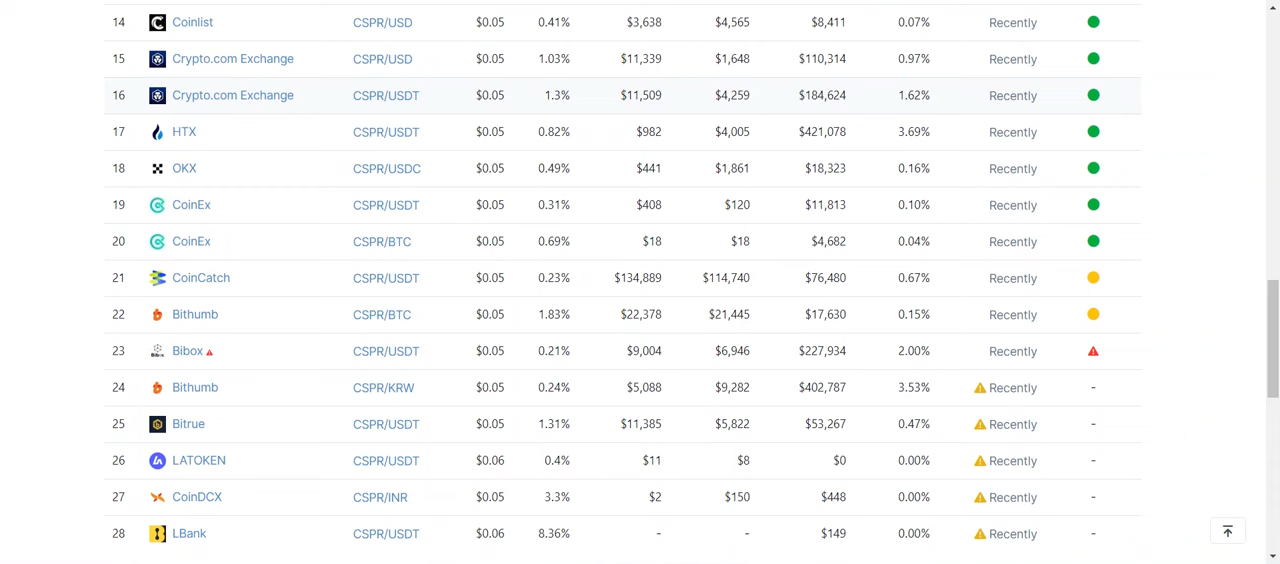 14 Coinlist CSPR/USD $0.05 0.41% $3,638 $4,565 $8,411 0.07% Recently
15 Crypto.com Exchange CSPR/USD $0.05 1.03% $11,339 $1,648 $110,314 0.97% Recently
16 Crypto.com Exchange CSPR/USDT $0.05 1.3% $11,509 $4,259 $184,624 1.62% Recently
17 HTX CSPR/USDT $0.05 0.82% $982 $4,005 $421,078 3.69% Recently
18 OKX CSPR/USDC $0.05 0.49% $441 $1,861 $18,323 0.16% Recently
19 CoinEx CSPR/USDT $0.05 0.31% $408 $120 $11,813 0.10% Recently
20 CoinEx CSPR/BTC $0.05 0.69% $18 $18 $4,682 0.04% Recently
21 CoinCatch CSPR/USDT $0.05 0.23% $134,889 $114,740 $76,480 0.67% Recently
22 Bithumb CSPR/BTC $0.05 1.83% $22,378 $21,445 $17,630 0.15% Recently
23 Bibox CSPR/USDT $0.05 0.21% $9,004 $6,946 $227,934 2.00% Recently
24 Bithumb CSPR/KRW $0.05 0.24% $5,088 $9,282 $402,787 3.53% Recently -
25 Bitrue CSPR/USDT $0.05 1.31% $11,385 $5,822 $53,267 0.47% Recently -
26 LATOKEN CSPR/USDT $0.06 0.4% $11 $8 $0 0.00% Recently -
27 CoinDCX CSPR/INR $0.05 3.3% $2 $150 $448 0.00% Recently -
28 LBank CSPR/USDT $0.06 8.36% - - $149 0.00% Recently -